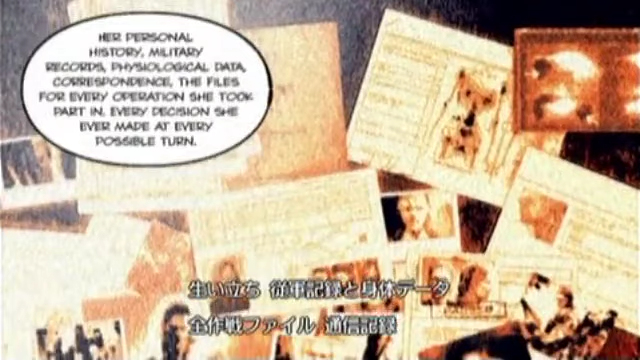 HER PERSONAL
HISTORY, MILITARY
RECORDS, PHYSIOLOGICAL DATA,
CORRESPONDENCE, THE FILES
FOR EVERY OPERATION SHE TOOK
PART IN. EVERY DECISION SHE
EVER MADE AT EVERY
POSSIBLE TURN.
生い立ち 従軍記録と身体データ
全作戦ファイル 通信記録